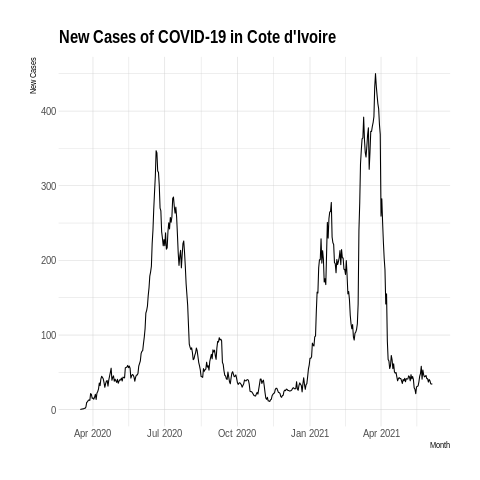 New Cases of COVID-19 in Cote d'Ivoire
New Cases
400
300
200
100
0
Apr 2020 Jul 2020 Oct 2020 Jan 2021 Apr 2021
Month